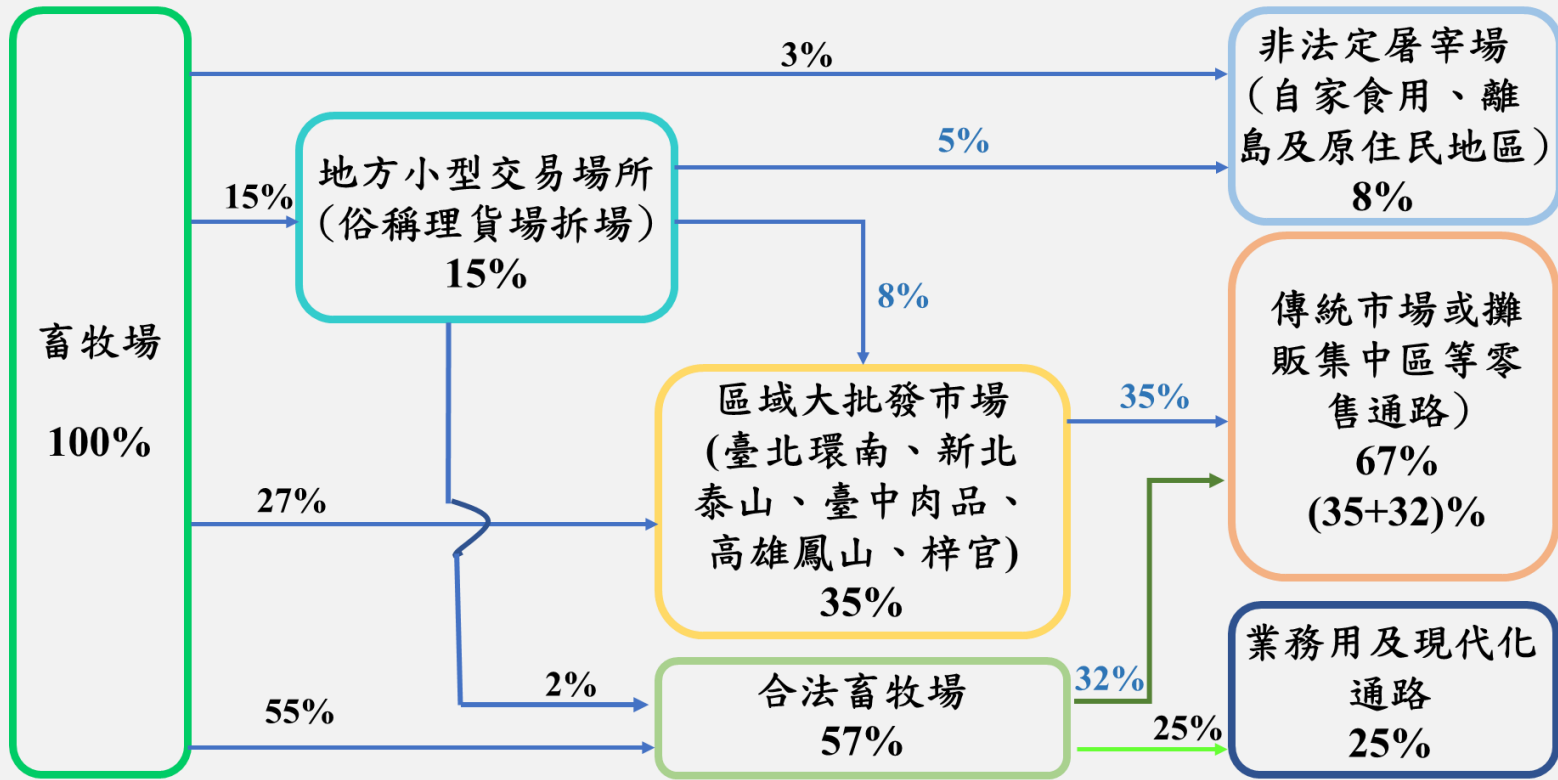 畜牧場
100%
3%
15%
27%
55%
地方小型交易場所
（俗稱理貨場拆場）
15%
5%
8%
2%
區域大批發市場
(臺北環南、新北
泰山、臺中肉品、
高雄鳳山、梓官)
35%
合法畜牧場
57%
35%
32%
25%
非法定屠宰場
（自家食用、離
島及原住民地區）
8%
傳統市場或攤
販集中區等零
售通路）
67%
(35+32)%
業務用及現代化
通路
25%